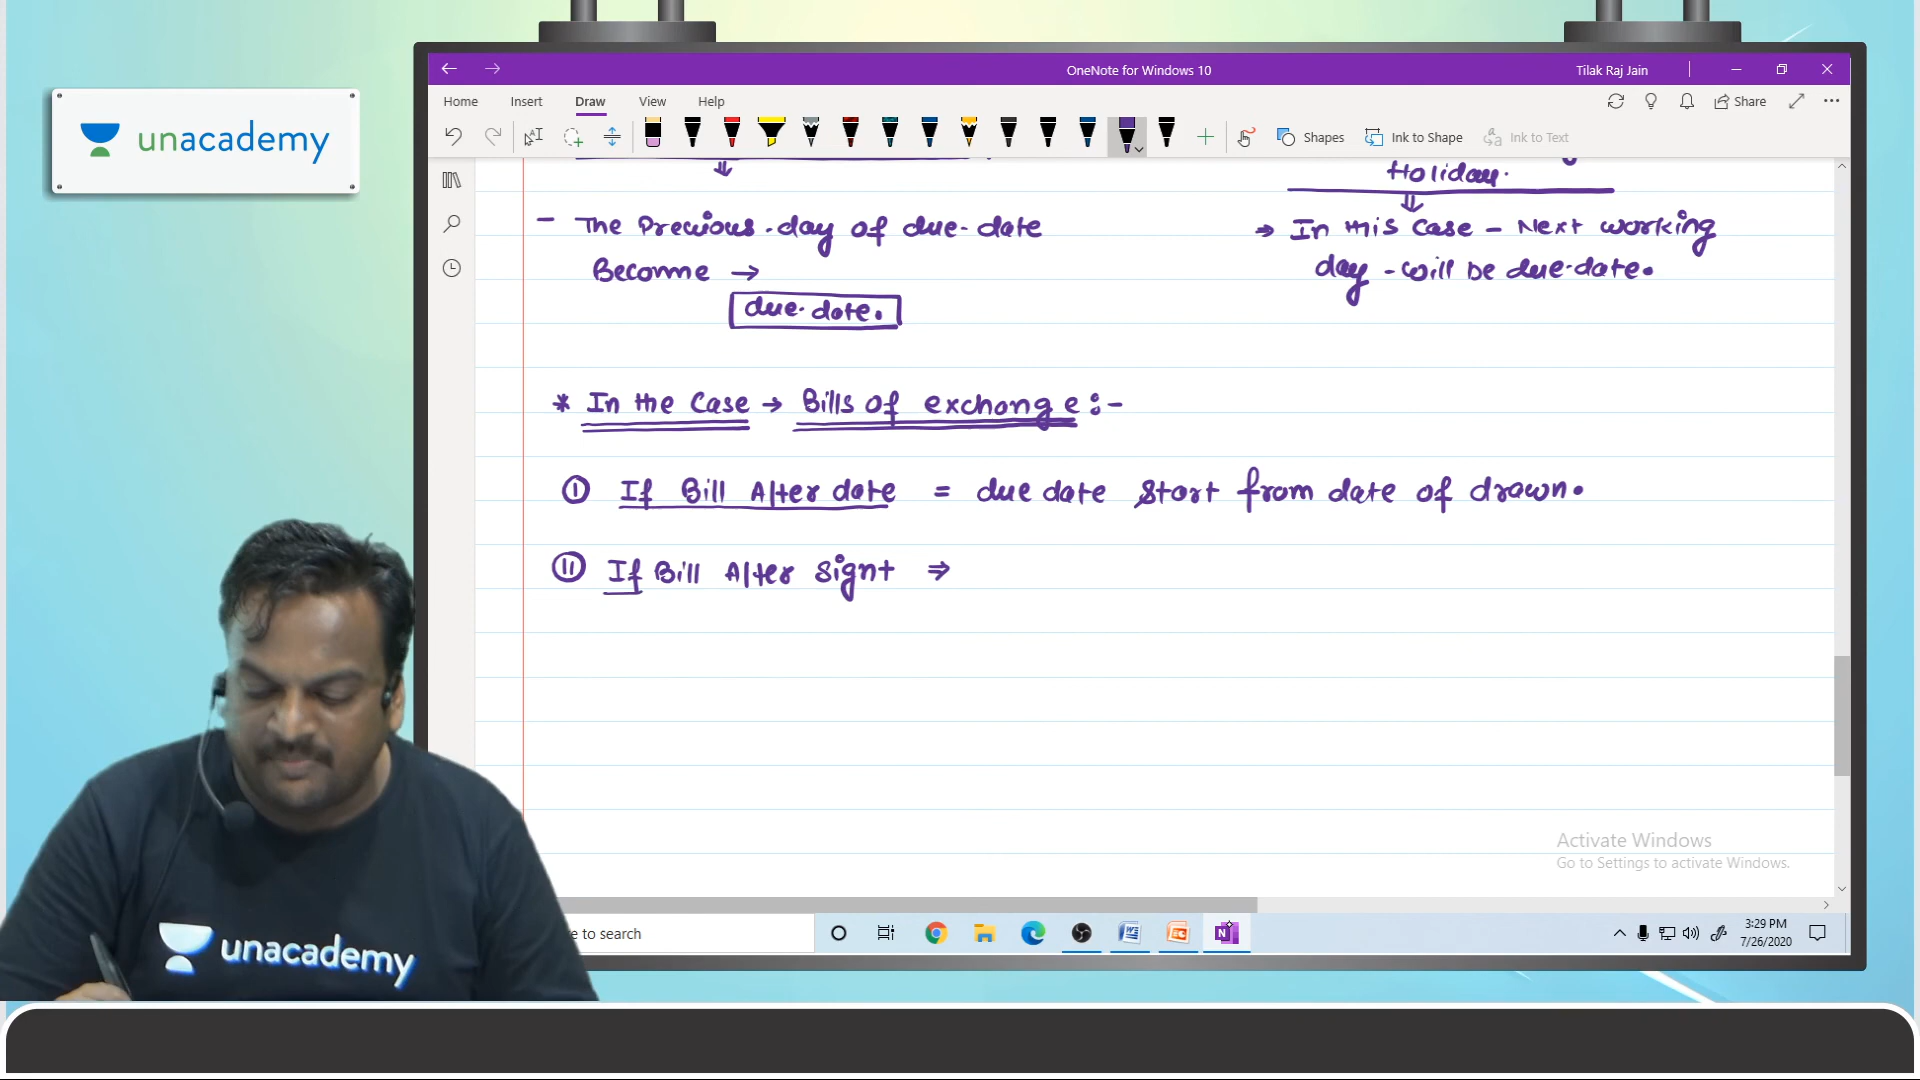 unacademy
OneNote for Windows 10
Tilak Raj Jain
Home Insert Draw View Help
Share
Shapes Ink to Shape Ink to Text
Holiday.
- The Previous. day of due-date
Become →
due. date.
→ In this case - Next working
day - will be due-date.
* In the Case → Bills of exchange :-
I If Bill After date = due date start from date of drawn.
II If Bill After Signt ⇒
Activate Windows
Go to Settings to activate Windows.
e to search
3:29 PM
7/26/2020
unacademy